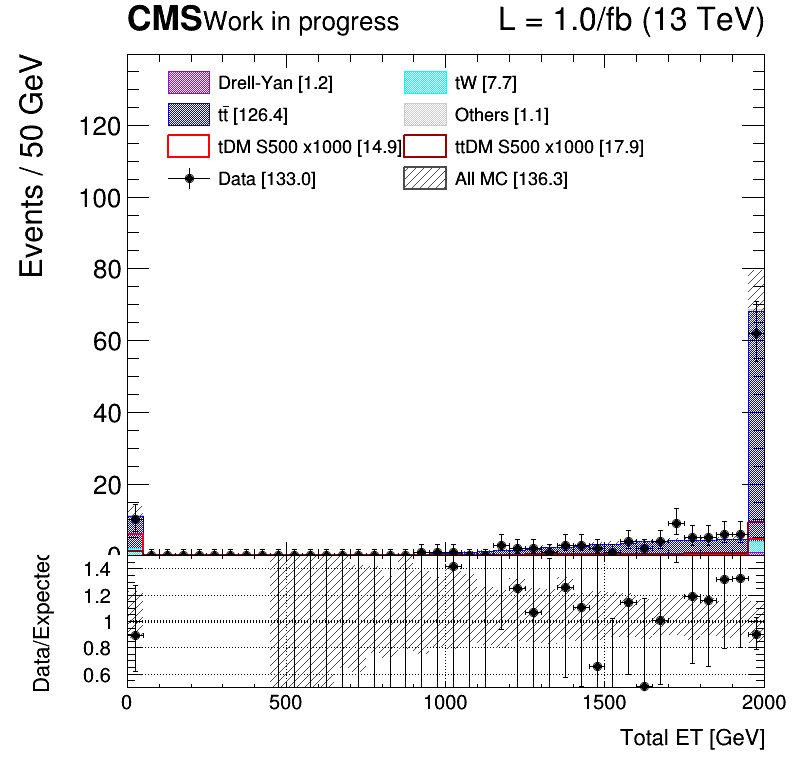 CMS Work in progress L = 1.0/fb (13 TeV)
Events / 50 GeV
Drell-Yan [1.2] tW [7.7]
tt̄ [126.4] Others [1.1]
tDM S500 x1000 [14.9] ttDM S500 x1000 [17.9]
Data [133.0] All MC [136.3]
120
100
80
60
40
20
0
Data/Expected
1.4
1.2
1
0.8
0.6
0 500 1000 1500 2000
Total ET [GeV]